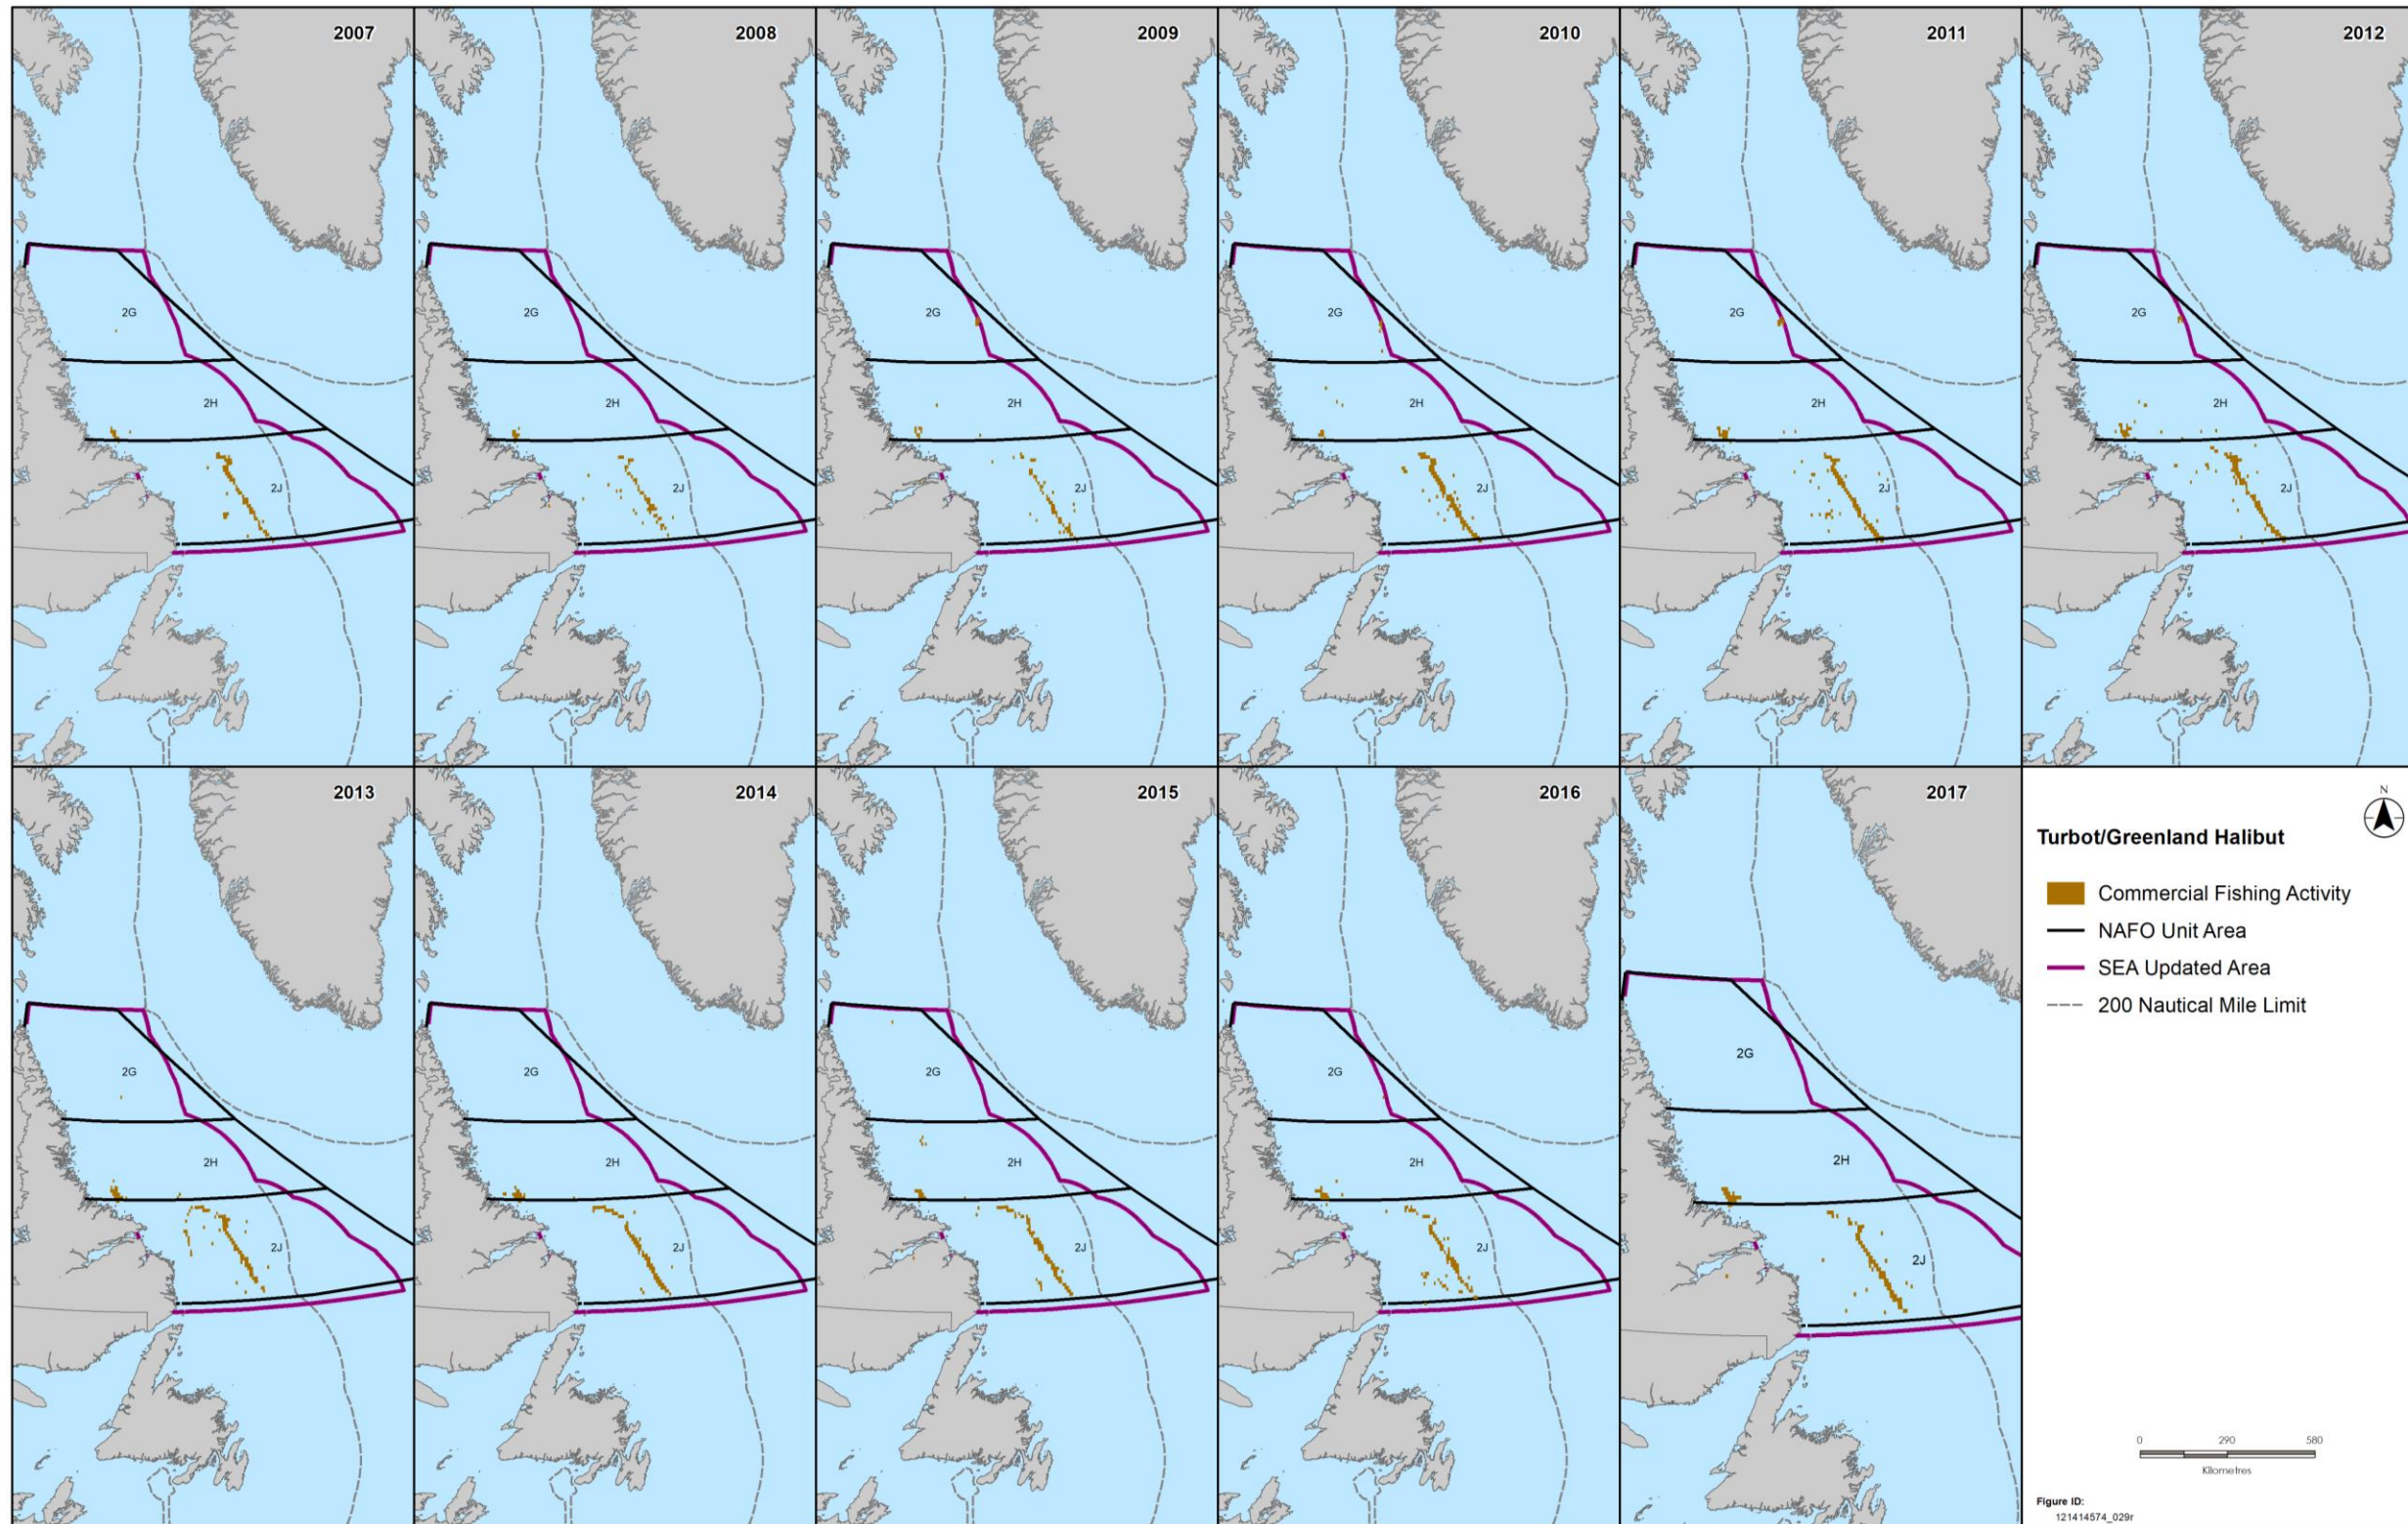 2007
2G
2H
2J
2008
2G
2H
2J
2009
2G
2H
2J
2010
2G
2H
2J
2011
2G
2H
2J
2012
2G
2H
2J
2013
2G
2H
2J
2014
2G
2H
2J
2015
2G
2H
2J
2016
2G
2H
2J
2017
2G
2H
2J
N
Turbot/Greenland Halibut
Commercial Fishing Activity
NAFO Unit Area
SEA Updated Area
200 Nautical Mile Limit
0 290 580
Kilometres
Figure ID:
121414574_029r